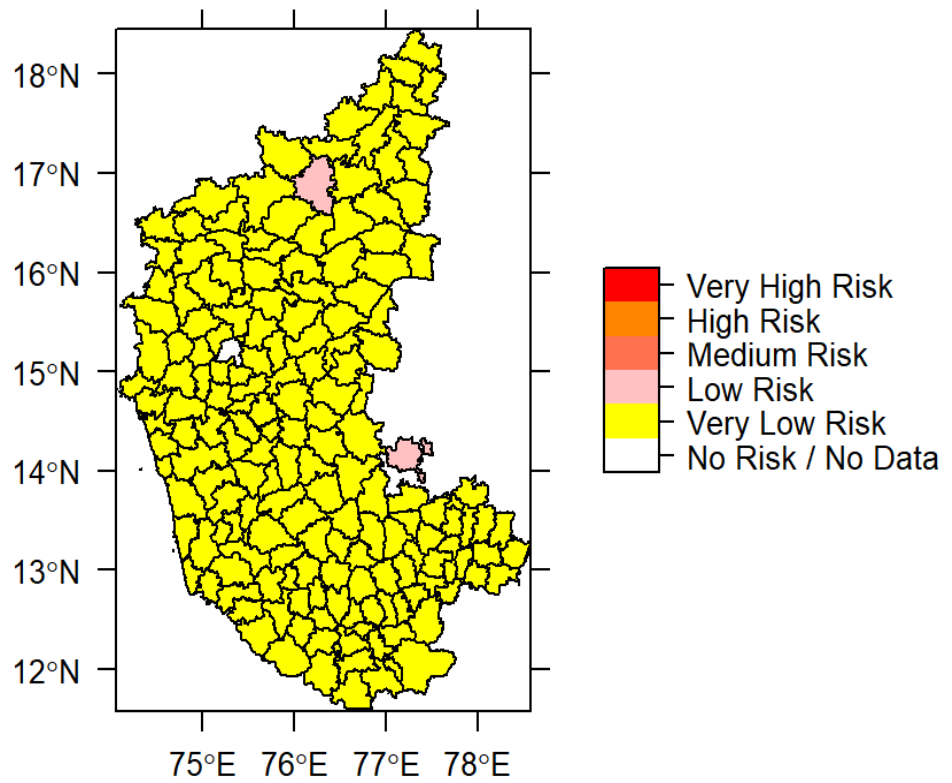 18°N
17°N
16°N
15°N
14°N
13°N
12°N
75°E 76°E 77°E 78°E
Very High Risk
High Risk
Medium Risk
Low Risk
Very Low Risk
No Risk / No Data